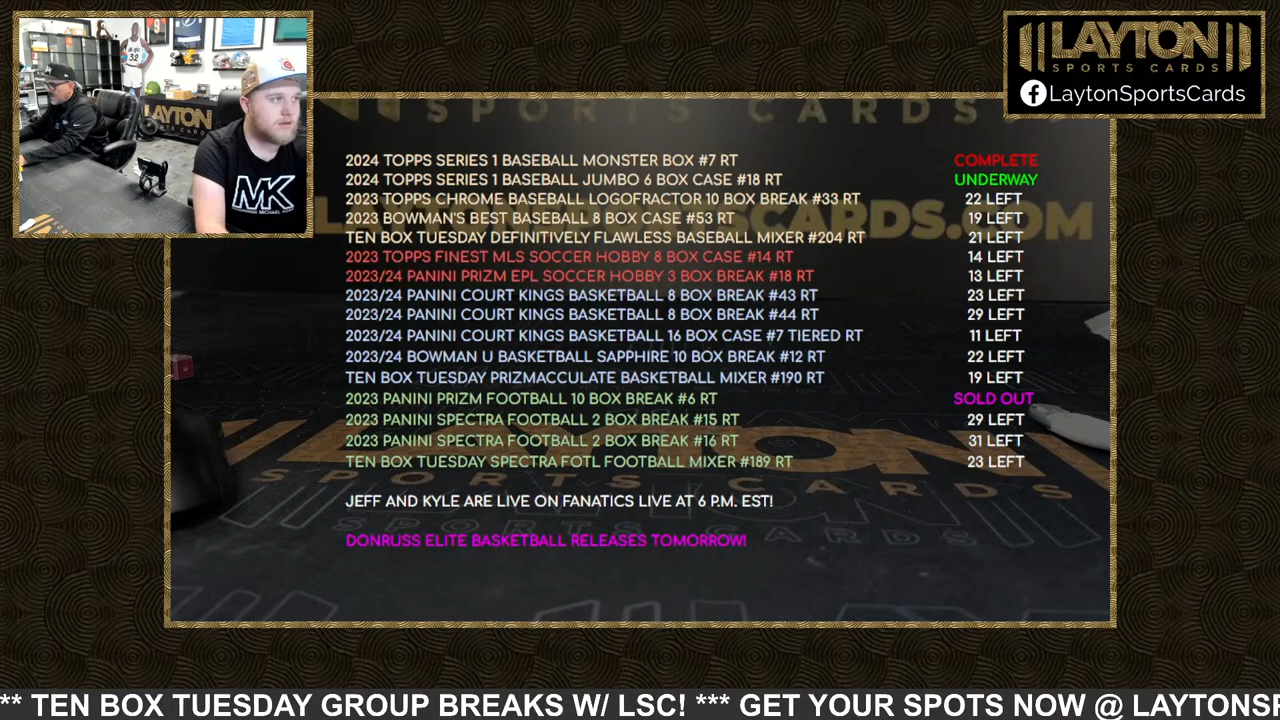 LAYTON
SPORTS CARDS
LaytonSportsCards
SPORTS CARDS
2024 TOPPS SERIES 1 BASEBALL MONSTER BOX #7 RT COMPLETE
2024 TOPPS SERIES 1 BASEBALL JUMBO 6 BOX CASE #18 RT UNDERWAY
2023 TOPPS CHROME BASEBALL LOGOFRACTOR 10 BOX BREAK #33 RT 22 LEFT
2023 BOWMAN'S BEST BASEBALL 8 BOX CASE #53 RT 19 LEFT
TEN BOX TUESDAY DEFINITIVELY FLAWLESS BASEBALL MIXER #204 RT 21 LEFT
2023 TOPPS FINEST MLS SOCCER HOBBY 8 BOX CASE #14 RT 14 LEFT
2023/24 PANINI PRIZM EPL SOCCER HOBBY 3 BOX BREAK #18 RT 13 LEFT
2023/24 PANINI COURT KINGS BASKETBALL 8 BOX BREAK #43 RT 23 LEFT
2023/24 PANINI COURT KINGS BASKETBALL 8 BOX BREAK #44 RT 29 LEFT
2023/24 PANINI COURT KINGS BASKETBALL 16 BOX CASE #7 TIERED RT 11 LEFT
2023/24 BOWMAN U BASKETBALL SAPPHIRE 10 BOX BREAK #12 RT 22 LEFT
TEN BOX TUESDAY PRIZMACCULATE BASKETBALL MIXER #190 RT 19 LEFT
2023 PANINI PRIZM FOOTBALL 10 BOX BREAK #6 RT SOLD OUT
2023 PANINI SPECTRA FOOTBALL 2 BOX BREAK #15 RT 29 LEFT
2023 PANINI SPECTRA FOOTBALL 2 BOX BREAK #16 RT 31 LEFT
TEN BOX TUESDAY SPECTRA FOTL FOOTBALL MIXER #189 RT 23 LEFT
JEFF AND KYLE ARE LIVE ON FANATICS LIVE AT 6 P.M. EST!
DONRUSS ELITE BASKETBALL RELEASES TOMORROW!
LAYTON
SPORTS CARDS
LAYTON
MK
MICHAEL
32
** TEN BOX TUESDAY GROUP BREAKS W/ LSC! *** GET YOUR SPOTS NOW @ LAYTONSP